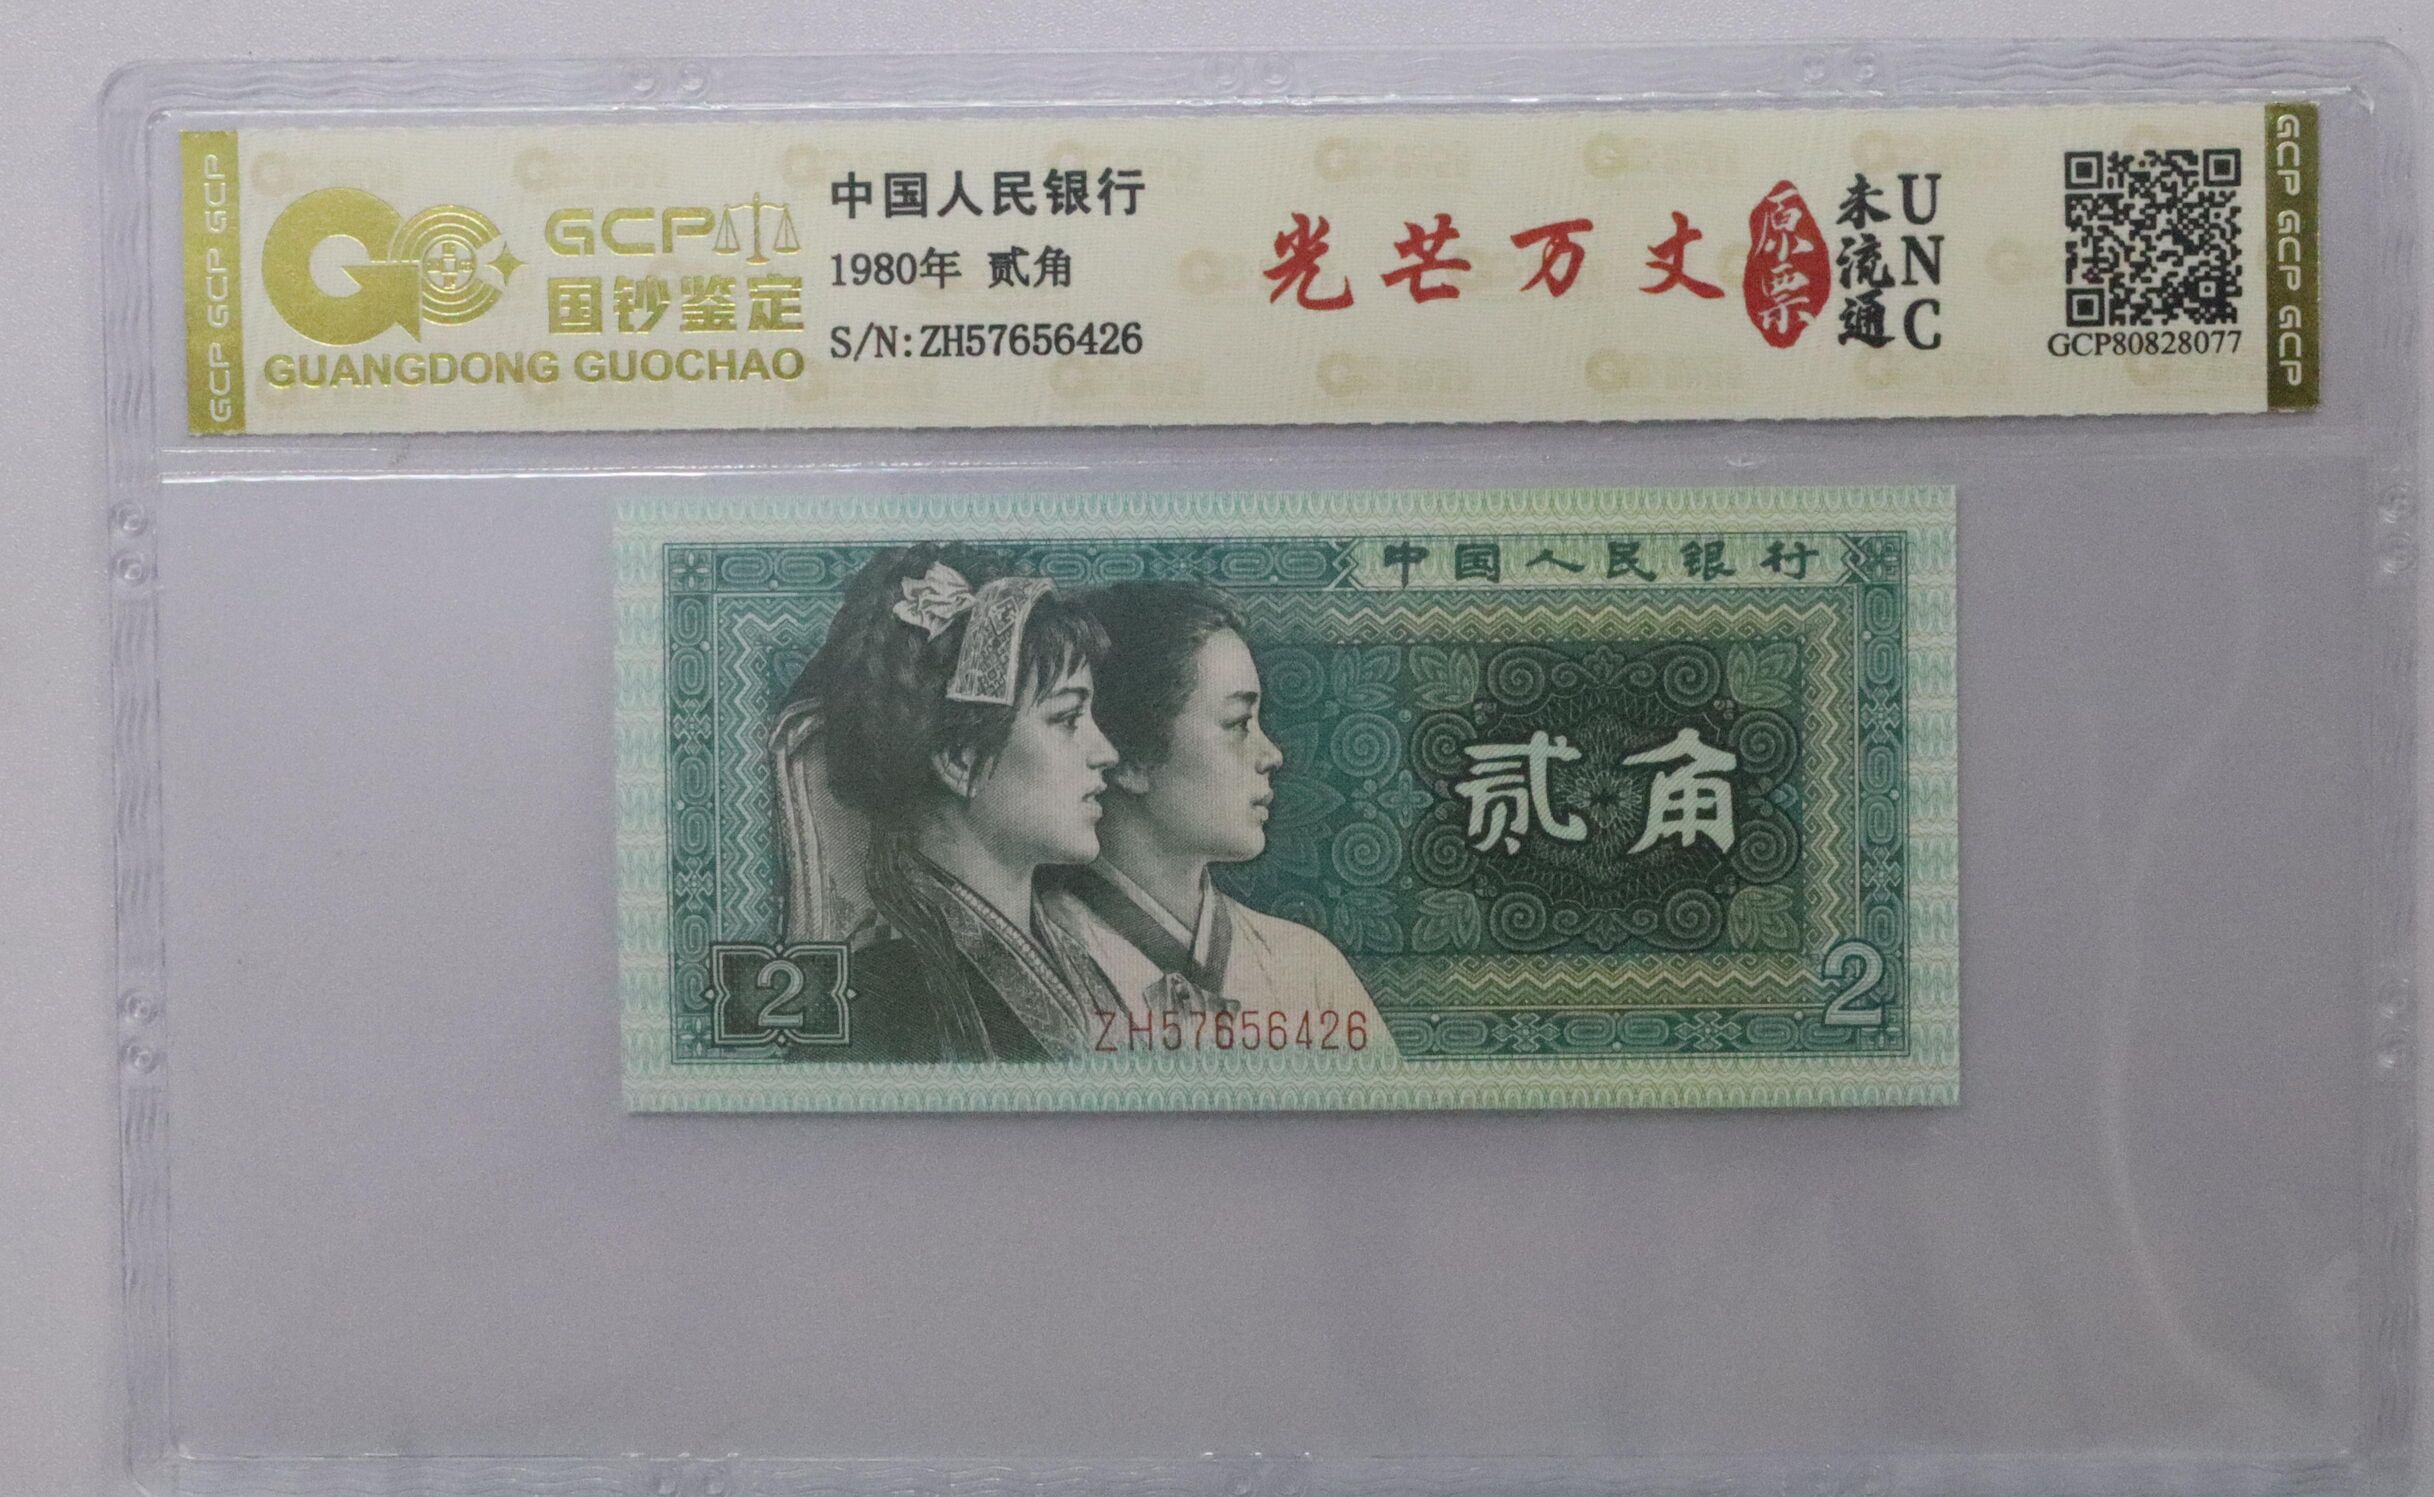 GCP GCP GCP
GCP
国钞鉴定
GUANGDONG GUOCHAO
中国人民银行
1980年 贰角
S/N:ZH57656426
光芒万丈
原票
未流通
UNC
GCP80828077
GCP GCP GCP
中国人民银行
贰角
2
2
ZH57656426